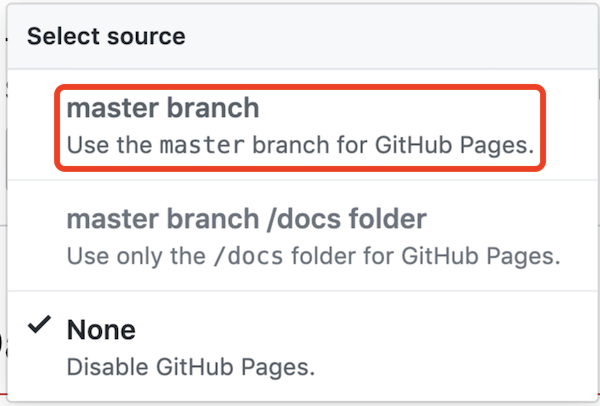 Select source
master branch
Use the master branch for GitHub Pages.
master branch /docs folder
Use only the /docs folder for GitHub Pages.
None
Disable GitHub Pages.